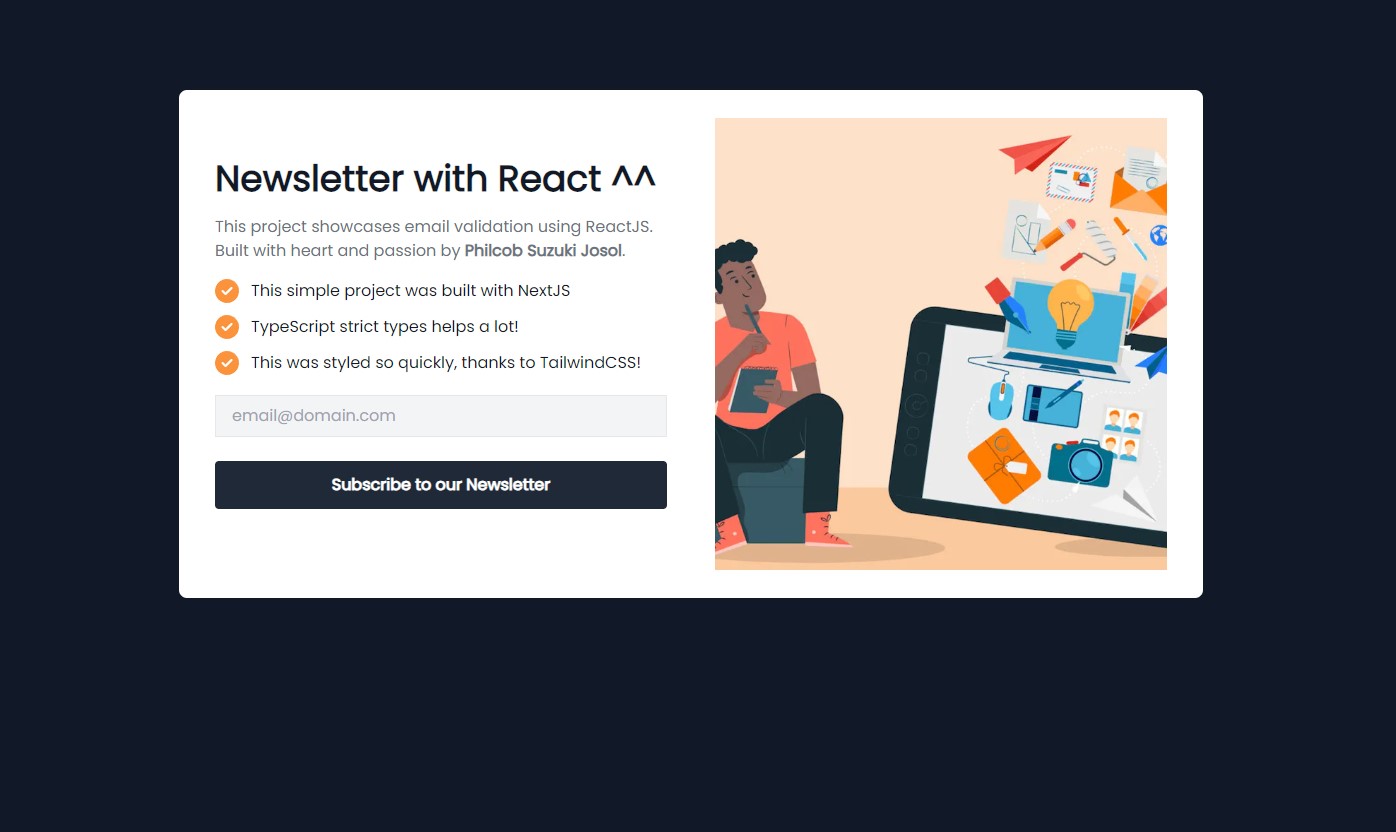 Newsletter with React ^^
This project showcases email validation using ReactJS.
Built with heart and passion by Philcob Suzuki Josol.
This simple project was built with NextJS
TypeScript strict types helps a lot!
This was styled so quickly, thanks to TailwindCSS!
email@domain.com
Subscribe to our Newsletter